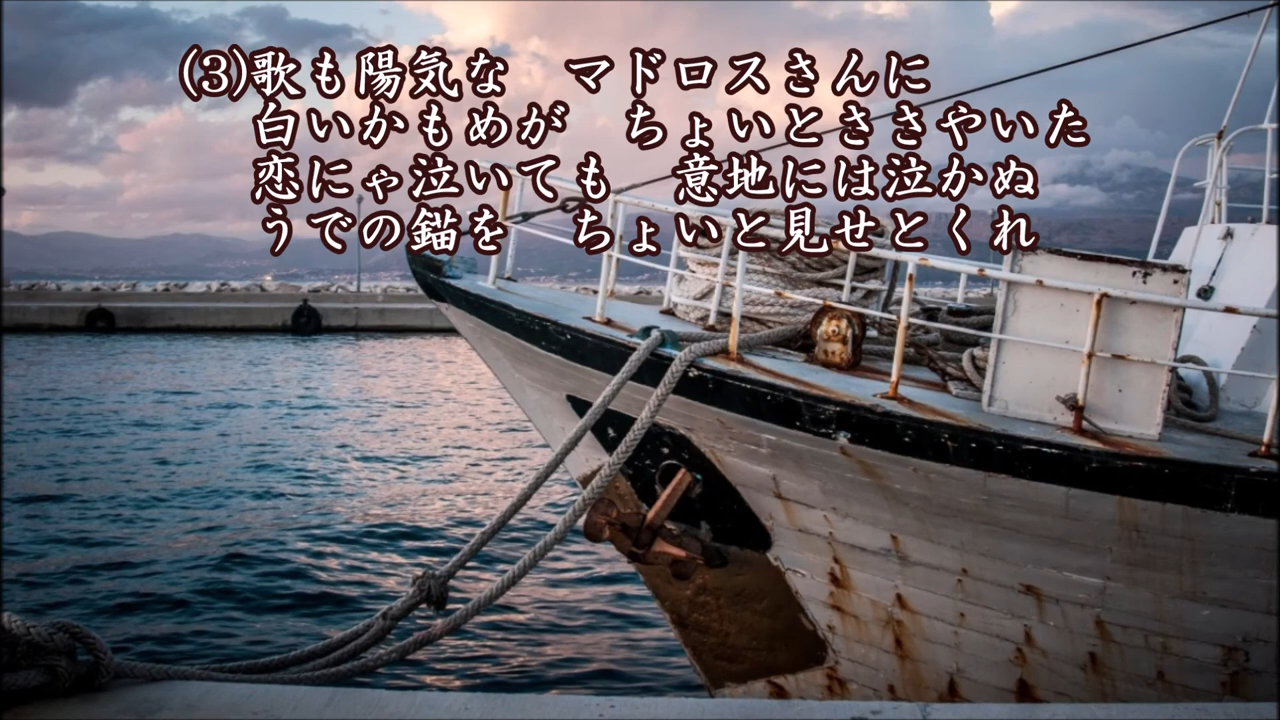 (3)歌も陽気な　マドロスさんに
白いかもめが　ちょいとささやいた
恋にゃ泣いても　意地には泣かぬ
うでの錨を　ちょいと見せとくれ